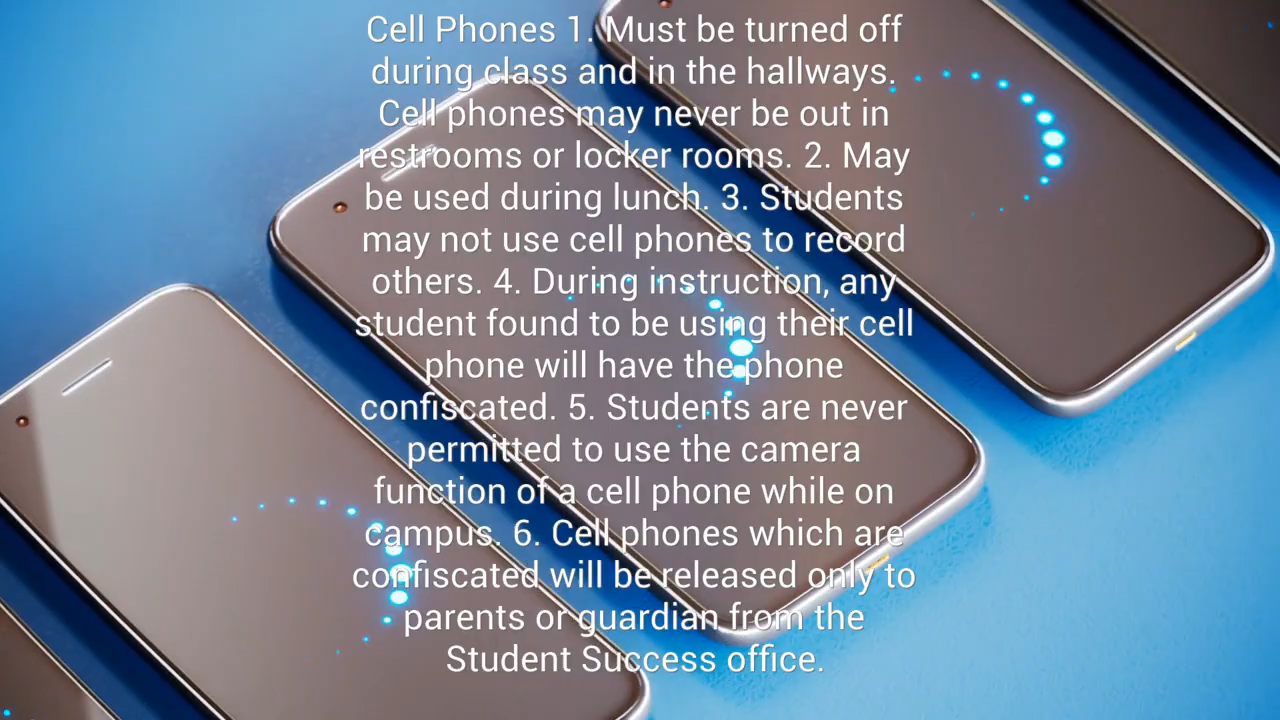 Cell Phones 1. Must be turned off
during class and in the hallways.
Cell phones may never be out in
restrooms or locker rooms. 2. May
be used during lunch. 3. Students
may not use cell phones to record
others. 4. During instruction, any
student found to be using their cell
phone will have the phone
confiscated. 5. Students are never
permitted to use the camera
function of a cell phone while on
campus. 6. Cell phones which are
confiscated will be released only to
parents or guardian from the
Student Success office.